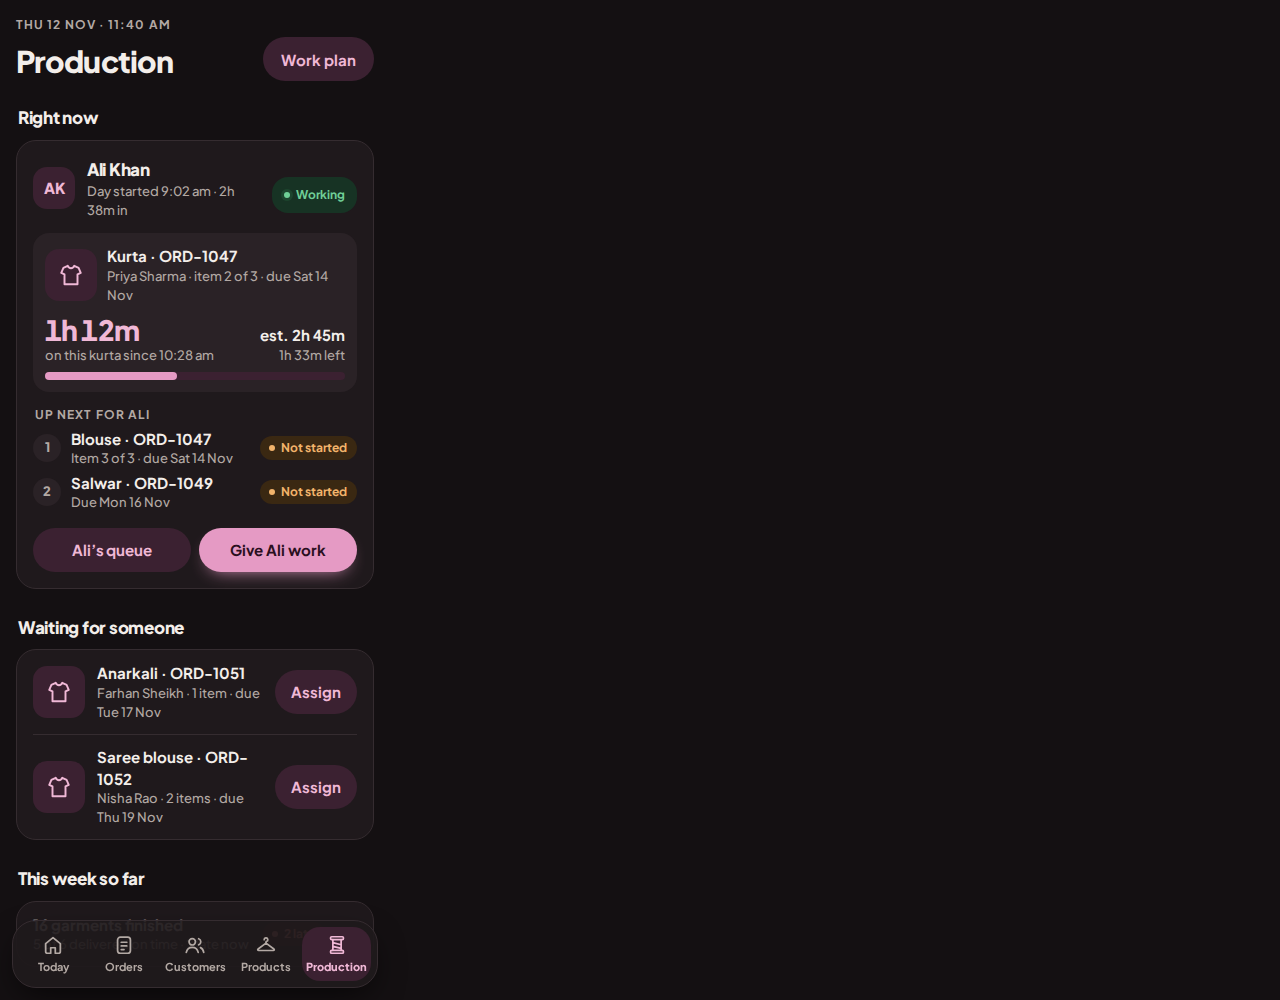 THU 12 NOV · 11:40 AM
Production
Work plan
Right now
AK
Ali Khan
Day started 9:02 am · 2h
38m in
Working
Kurta · ORD-1047
Priya Sharma · item 2 of 3 · due Sat 14
Nov
1h 12m
est. 2h 45m
on this kurta since 10:28 am
1h 33m left
UP NEXT FOR ALI
1
Blouse · ORD-1047
Item 3 of 3 · due Sat 14 Nov
Not started
2
Salwar · ORD-1049
Due Mon 16 Nov
Not started
Ali’s queue
Give Ali work
Waiting for someone
Anarkali · ORD-1051
Farhan Sheikh · 1 item · due
Tue 17 Nov
Assign
Saree blouse · ORD-
1052
Nisha Rao · 2 items · due
Thu 19 Nov
Assign
This week so far
16 garments finished
Today
Orders
Customers
Products
Production